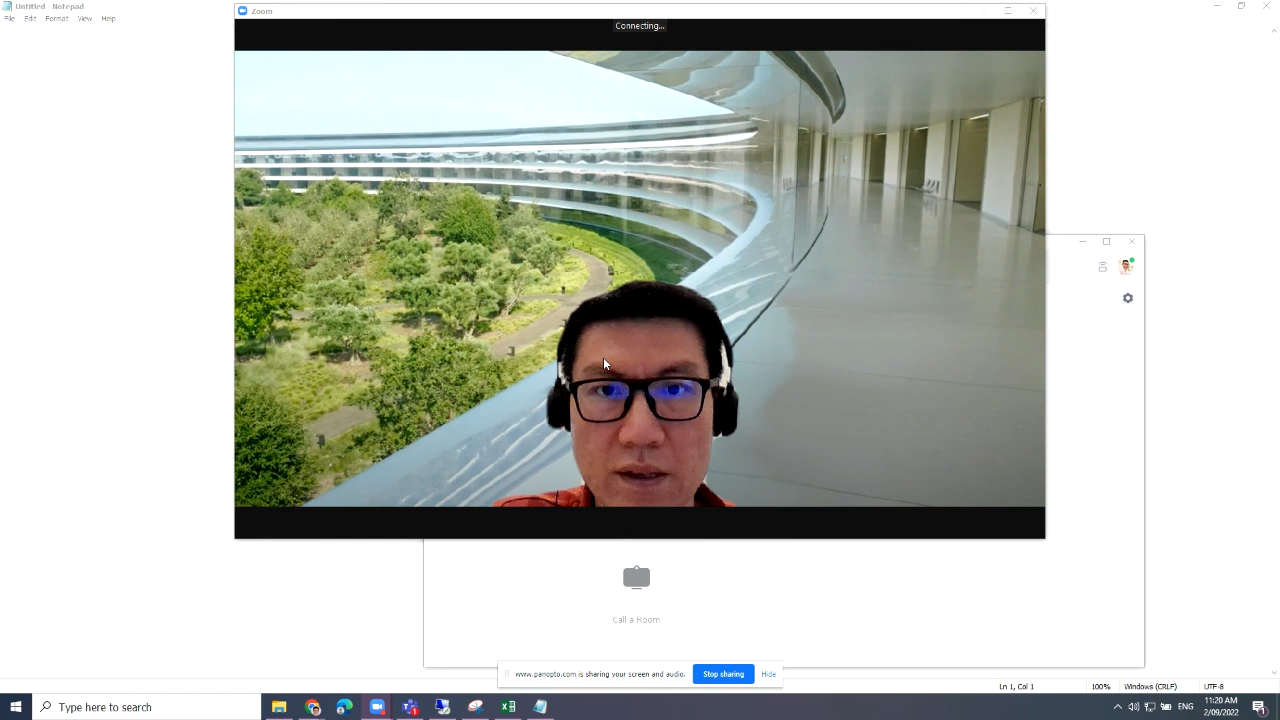 Untitled - Notepad
File Edit Format View Help
Zoom
Connecting...
Call a Room
www.panopto.com is sharing your screen and audio.
Stop sharing
Hide
Ln 1, Col 1
100%
Windows (CRLF)
UTF-8
Type here to search
ENG
11:20 AM
2/09/2022